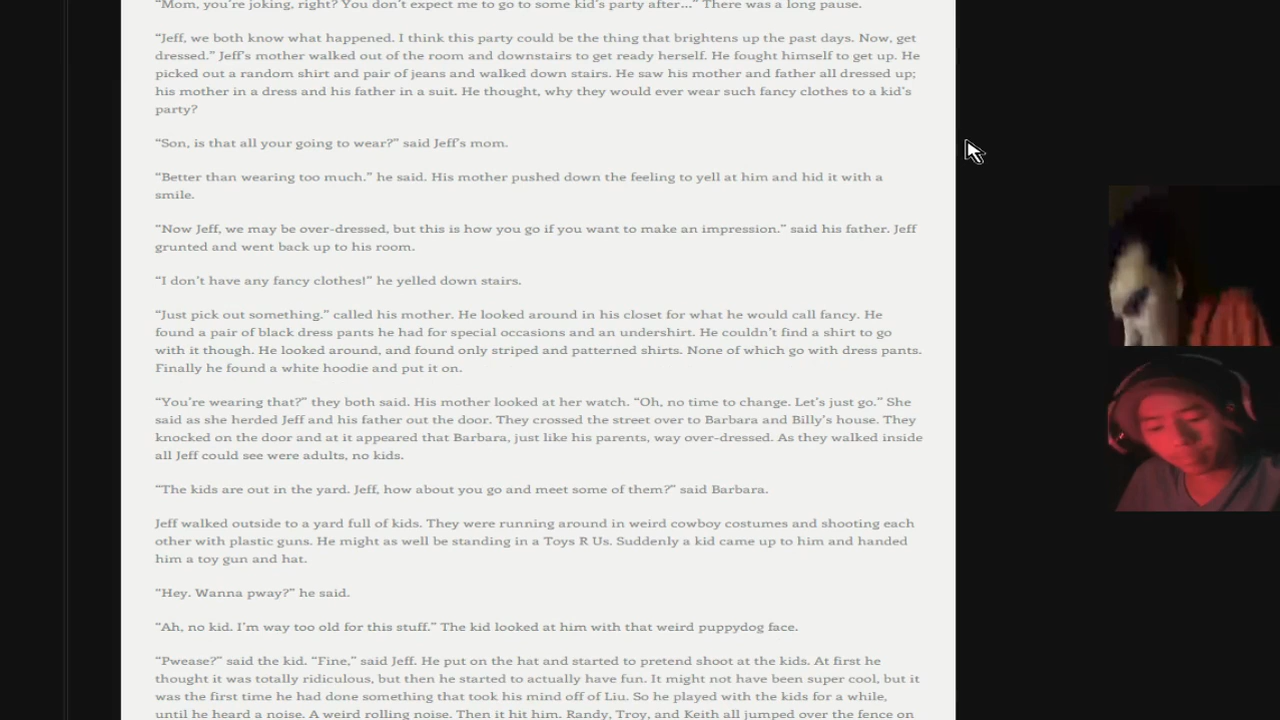 "Mom, you're joking, right? You don't expect me to go to some kid's party after..." There was a long pause.
"Jeff, we both know what happened. I think this party could be the thing that brightens up the past days. Now, get
dressed." Jeff's mother walked out of the room and downstairs to get ready herself. He fought himself to get up. He
picked out a random shirt and pair of jeans and walked down stairs. He saw his mother and father all dressed up;
his mother in a dress and his father in a suit. He thought, why they would ever wear such fancy clothes to a kid's
party?
"Son, is that all your going to wear?" said Jeff's mom.
"Better than wearing too much." he said. His mother pushed down the feeling to yell at him and hid it with a
smile.
"Now Jeff, we may be over-dressed, but this is how you go if you want to make an impression." said his father. Jeff
grunted and went back up to his room.
"I don't have any fancy clothes!" he yelled down stairs.
"Just pick out something." called his mother. He looked around in his closet for what he would call fancy. He
found a pair of black dress pants he had for special occasions and an undershirt. He couldn't find a shirt to go
with it though. He looked around, and found only striped and patterned shirts. None of which go with dress pants.
Finally he found a white hoodie and put it on.
"You're wearing that?" they both said. His mother looked at her watch. "Oh, no time to change. Let's just go." She
said as she herded Jeff and his father out the door. They crossed the street over to Barbara and Billy's house. They
knocked on the door and at it appeared that Barbara, just like his parents, way over-dressed. As they walked inside
all Jeff could see were adults, no kids.
"The kids are out in the yard. Jeff, how about you go and meet some of them?" said Barbara.
Jeff walked outside to a yard full of kids. They were running around in weird cowboy costumes and shooting each
other with plastic guns. He might as well be standing in a Toys R Us. Suddenly a kid came up to him and handed
him a toy gun and hat.
"Hey. Wanna pway?" he said.
"Ah, no kid. I'm way too old for this stuff." The kid looked at him with that weird puppydog face.
"Pwease?" said the kid. "Fine," said Jeff. He put on the hat and started to pretend shoot at the kids. At first he
thought it was totally ridiculous, but then he started to actually have fun. It might not have been super cool, but it
was the first time he had done something that took his mind off of Liu. So he played with the kids for a while,
until he heard a noise. A weird rolling noise. Then it hit him. Randy, Troy, and Keith all jumped over the fence on